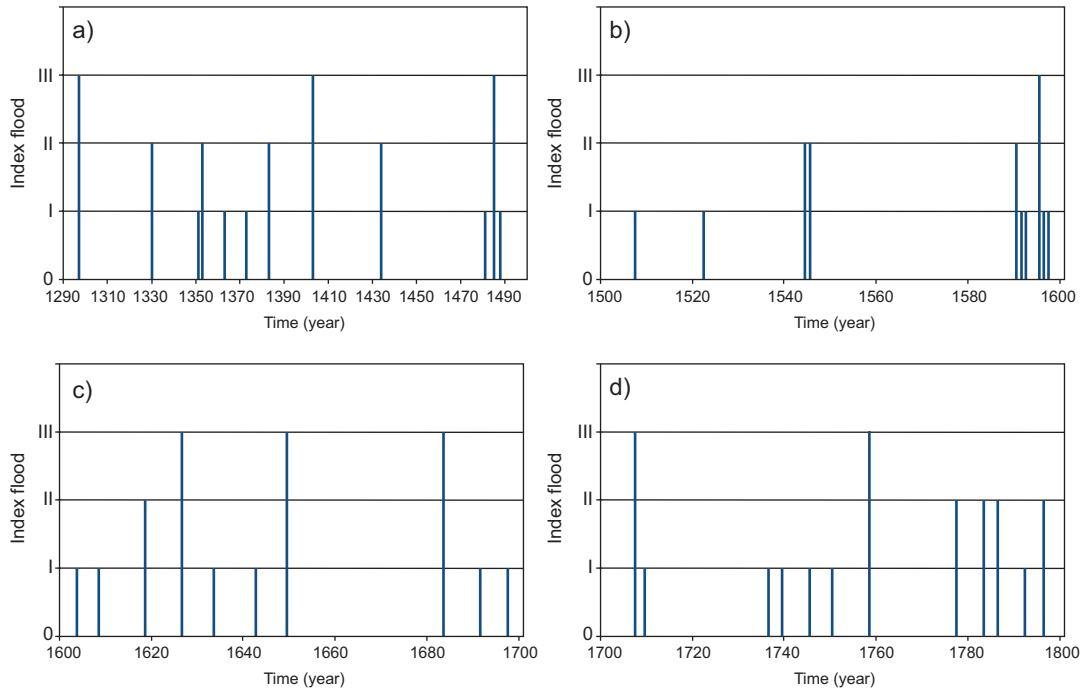 a)
III
II
I
0
Index flood
1290 1310 1330 1350 1370 1390 1410 1430 1450 1470 1490
Time (year)
b)
III
II
I
0
Index flood
1500 1520 1540 1560 1580 1600
Time (year)
c)
III
II
I
0
Index flood
1600 1620 1640 1660 1680 1700
Time (year)
d)
III
II
I
0
Index flood
1700 1720 1740 1760 1780 1800
Time (year)